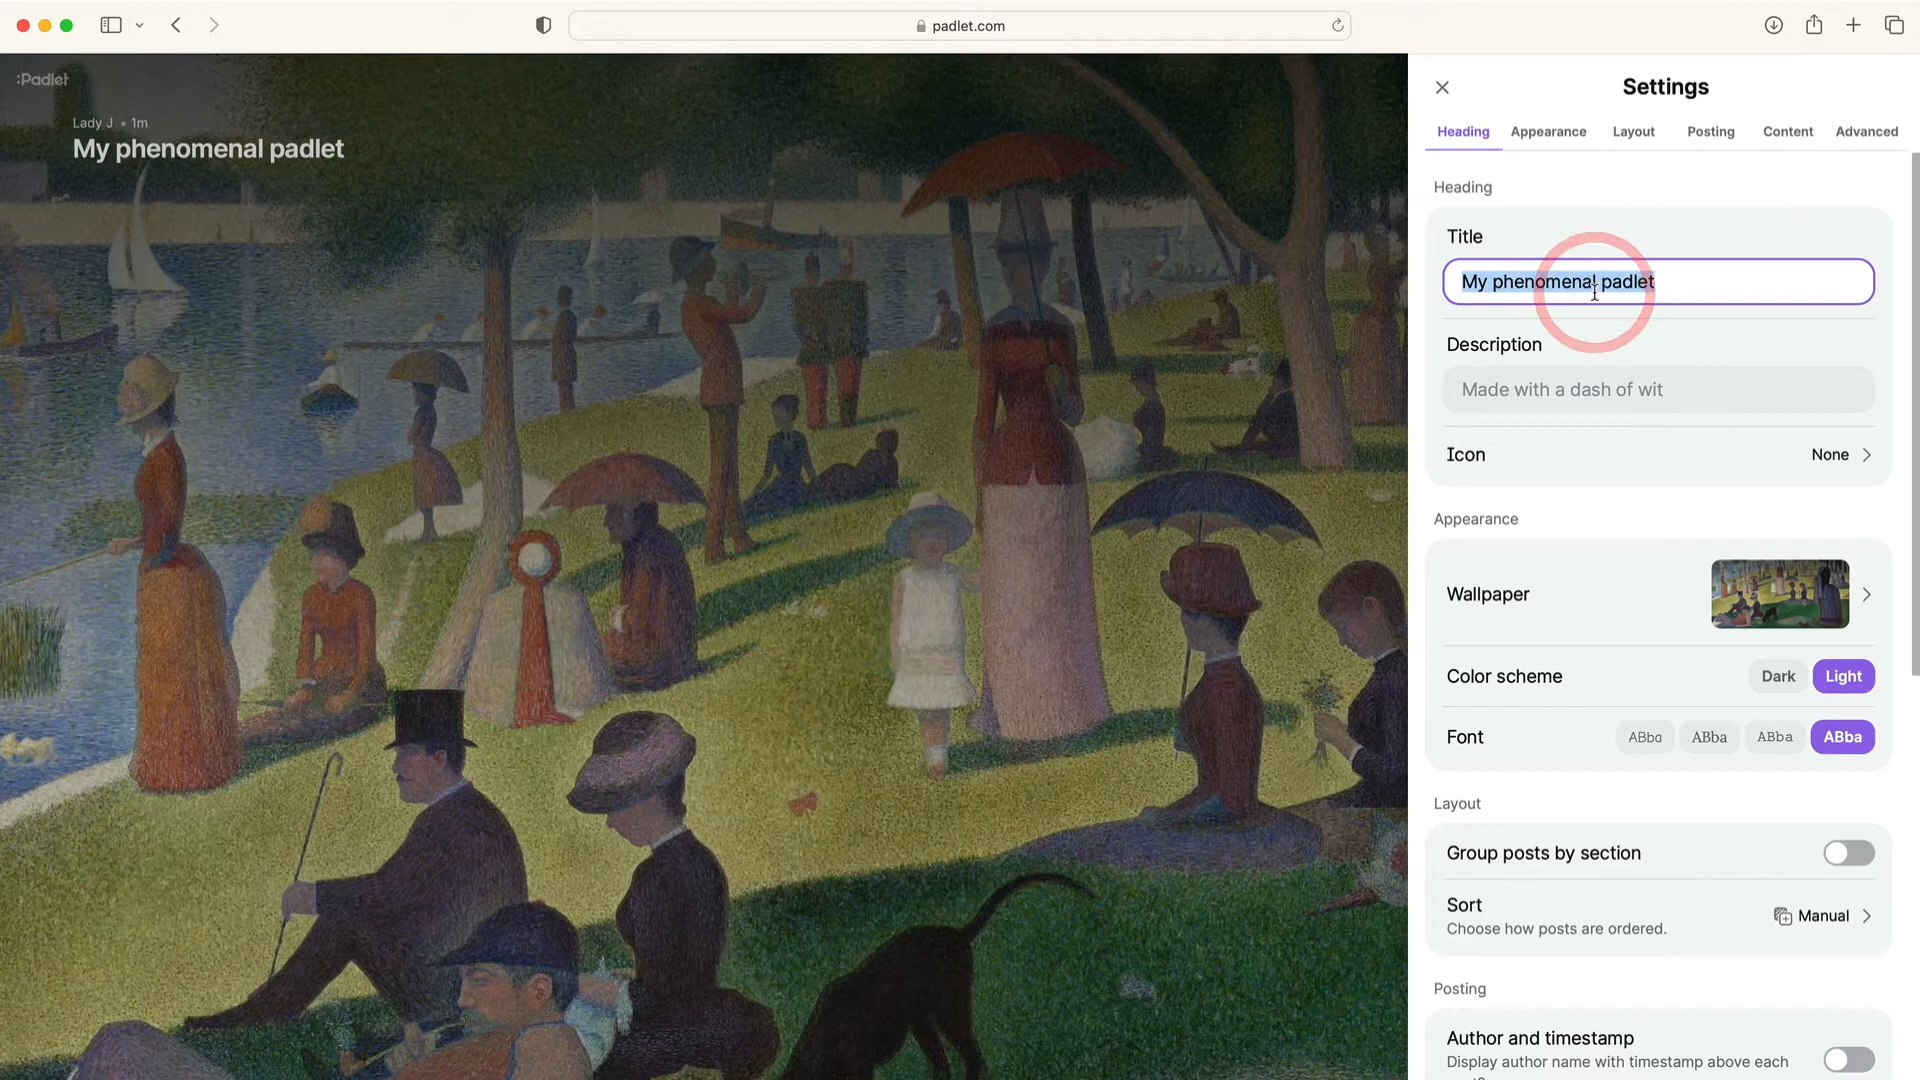 padlet.com
:Padlet
Lady J • 1m
My phenomenal padlet
Settings
Heading Appearance Layout Posting Content Advanced
Heading
Title
My phenomenal padlet
Description
Made with a dash of wit
Icon None
Appearance
Wallpaper
Color scheme Dark Light
Font ABba ABba ABba ABba
Layout
Group posts by section
Sort Manual
Choose how posts are ordered.
Posting
Author and timestamp
Display author name with timestamp above each